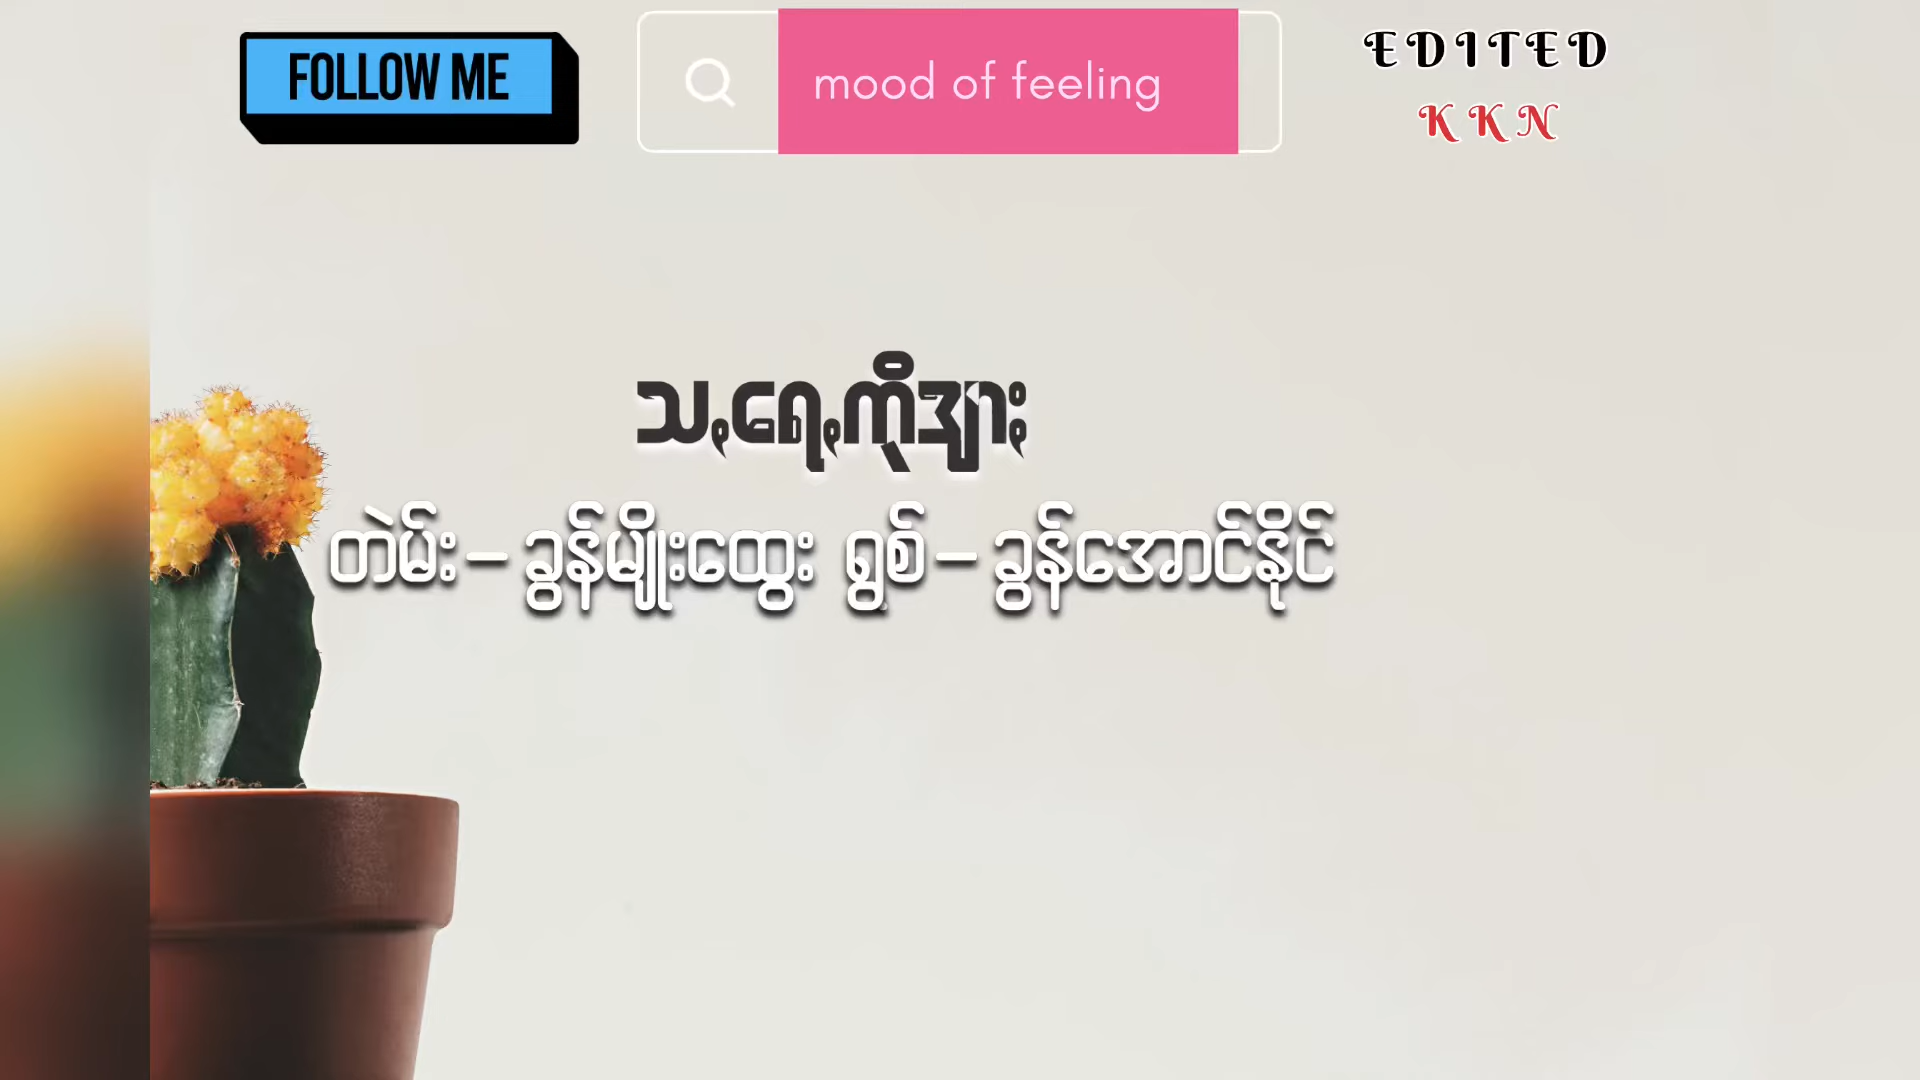 FOLLOW ME
mood of feeling
EDITED
KKN
သႇရေႇကိုအျားႇ
တဲမ်း – ခွန်မျိုးထွေး ရွစ် – ခွန်အောင်နိုင်